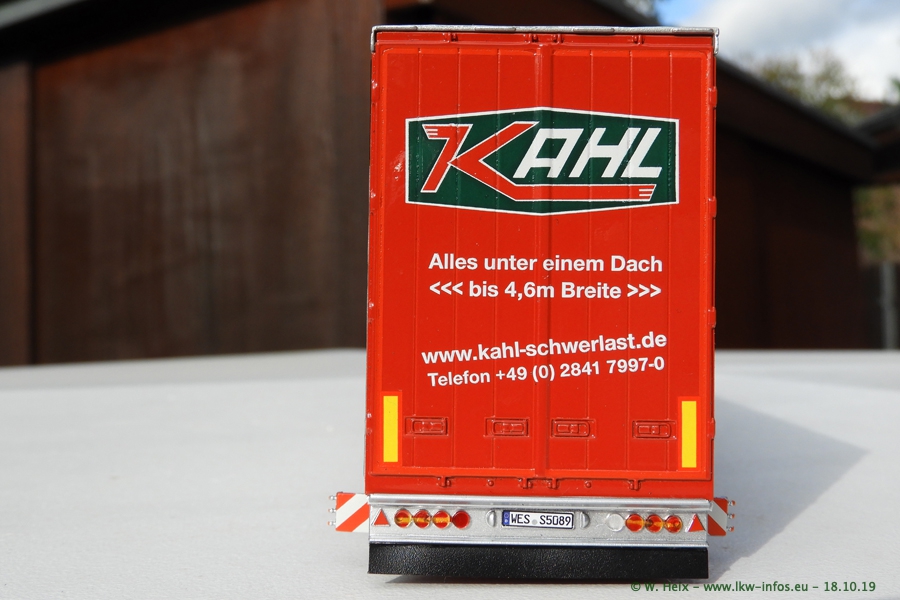 KAHL
Alles unter einem Dach
<<< bis 4,6m Breite >>>
www.kahl-schwerlast.de
Telefon +49 (0) 2841 7997-0
WES S5089
© W. Heix - www.lkw-infos.eu - 18.10.19